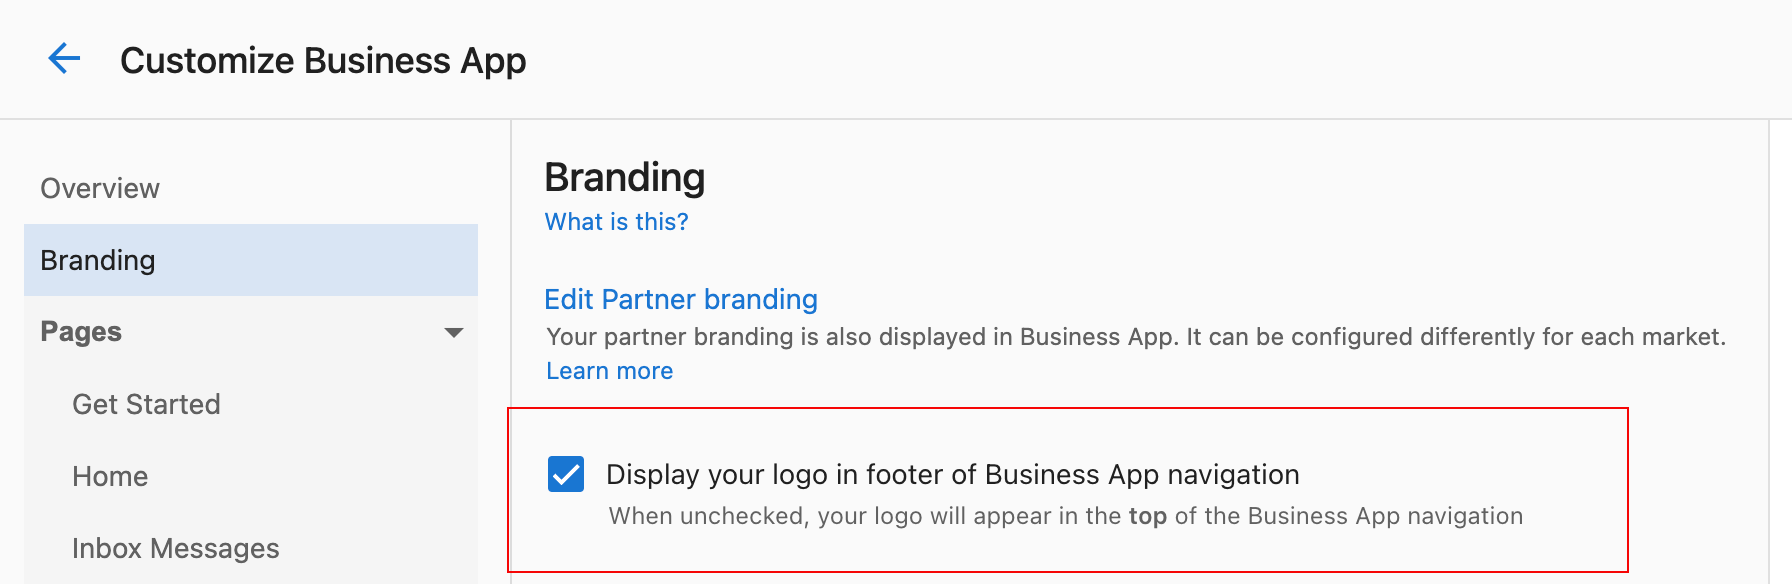 Customize Business App
Overview
Branding
Pages
Get Started
Home
Inbox Messages
Branding
What is this?
Edit Partner branding
Your partner branding is also displayed in Business App. It can be configured differently for each market.
Learn more
Display your logo in footer of Business App navigation
When unchecked, your logo will appear in the top of the Business App navigation